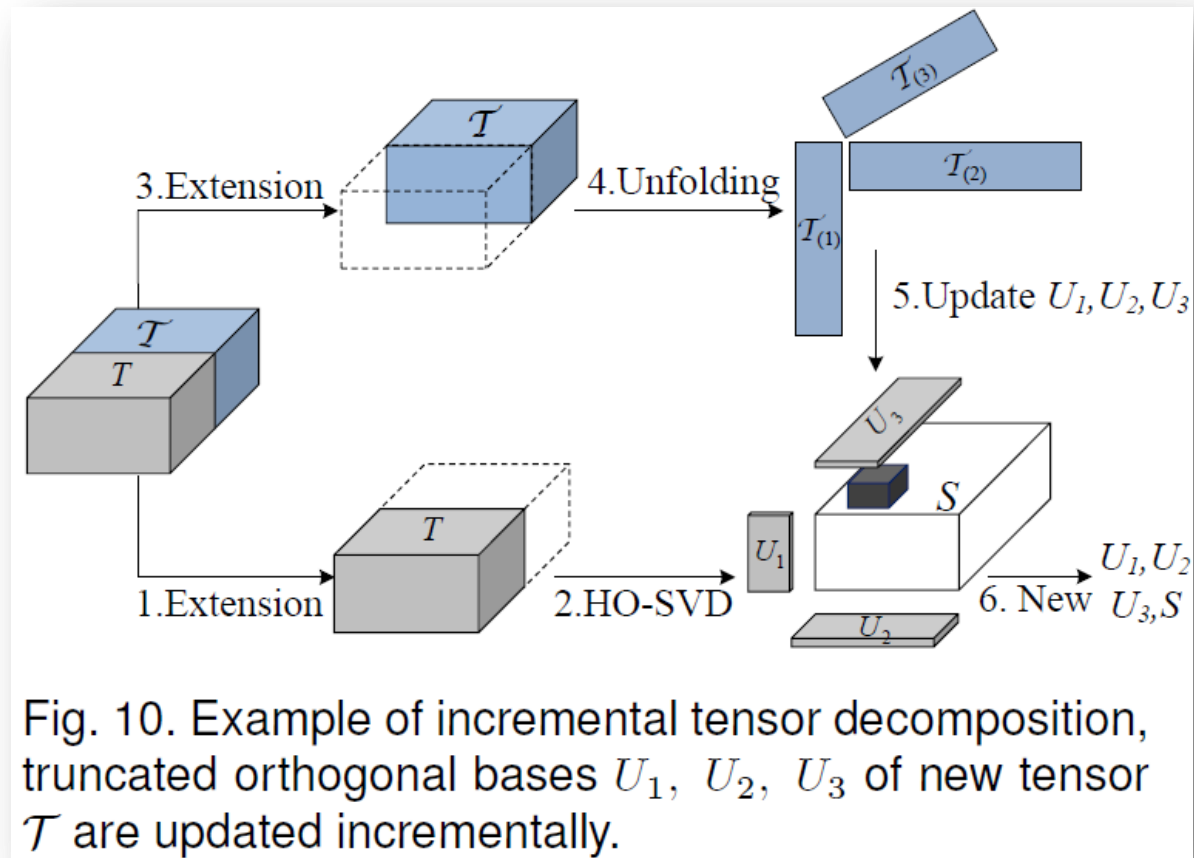 𝒯(3)
𝒯
3.Extension
4.Unfolding
𝒯(2)
𝒯(1)
5.Update U1,U2,U3
𝒯
T
U3
S
T
U1
1.Extension
2.HO-SVD
6. New
U1,U2
U3,S
U2
Fig. 10. Example of incremental tensor decomposition,
truncated orthogonal bases U1, U2, U3 of new tensor
𝒯 are updated incrementally.